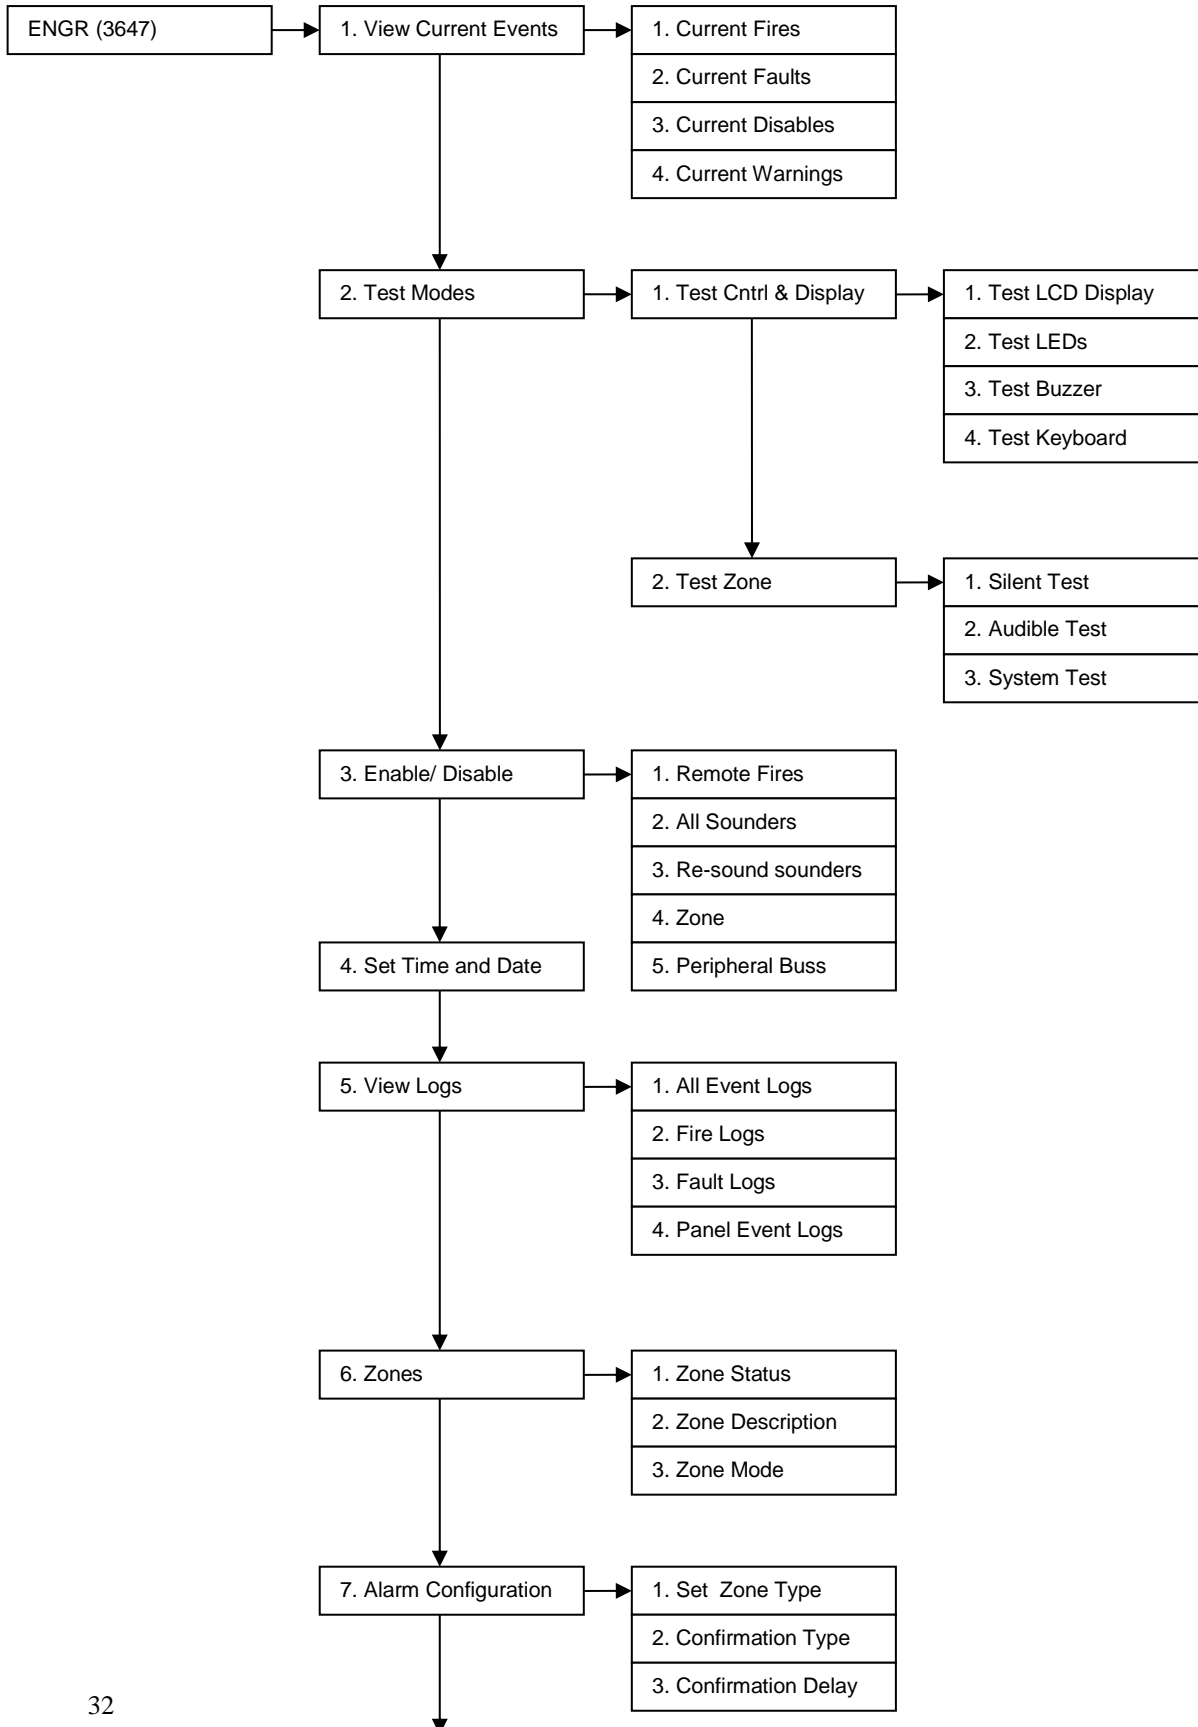 ENGR (3647)
1. View Current Events
1. Current Fires
2. Current Faults
3. Current Disables
4. Current Warnings
2. Test Modes
1. Test Cntrl & Display
1. Test LCD Display
2. Test LEDs
3. Test Buzzer
4. Test Keyboard
2. Test Zone
1. Silent Test
2. Audible Test
3. System Test
3. Enable/ Disable
1. Remote Fires
2. All Sounders
3. Re-sound sounders
4. Zone
5. Peripheral Buss
4. Set Time and Date
5. View Logs
1. All Event Logs
2. Fire Logs
3. Fault Logs
4. Panel Event Logs
6. Zones
1. Zone Status
2. Zone Description
3. Zone Mode
7. Alarm Configuration
1. Set  Zone Type
2. Confirmation Type
3. Confirmation Delay
32